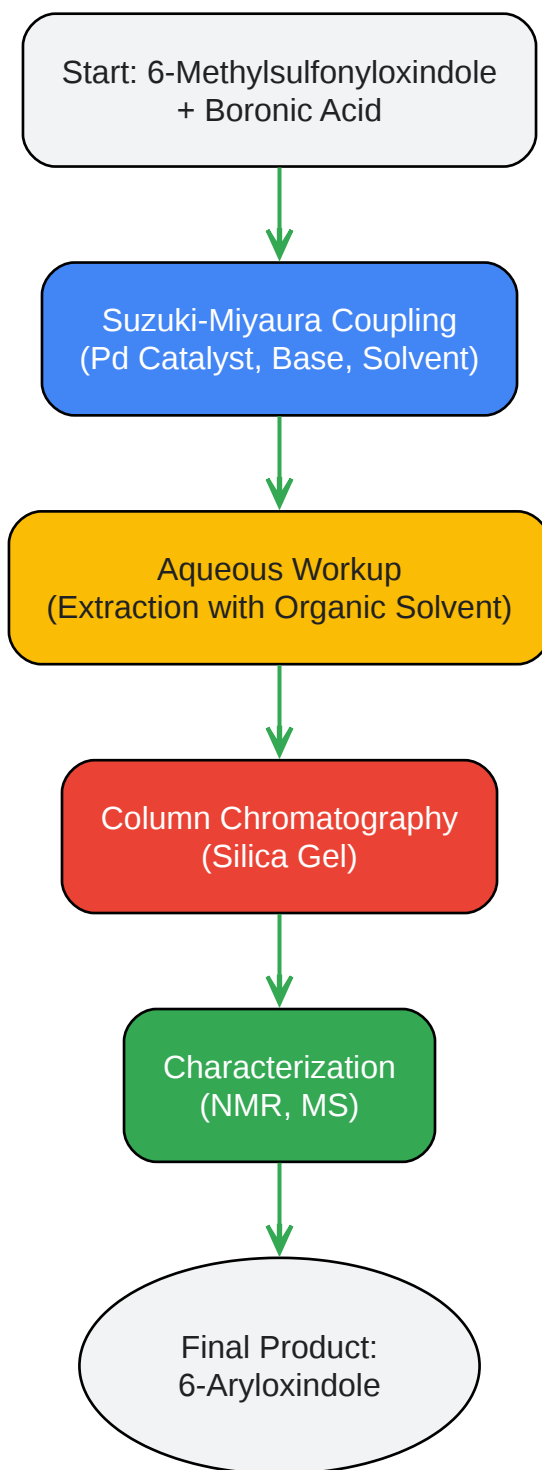 Start: 6-Methylsulfonyloxindole
+ Boronic Acid
Suzuki-Miyaura Coupling
(Pd Catalyst, Base, Solvent)
Aqueous Workup
(Extraction with Organic Solvent)
Column Chromatography
(Silica Gel)
Characterization
(NMR, MS)
Final Product:
6-Aryloxindole